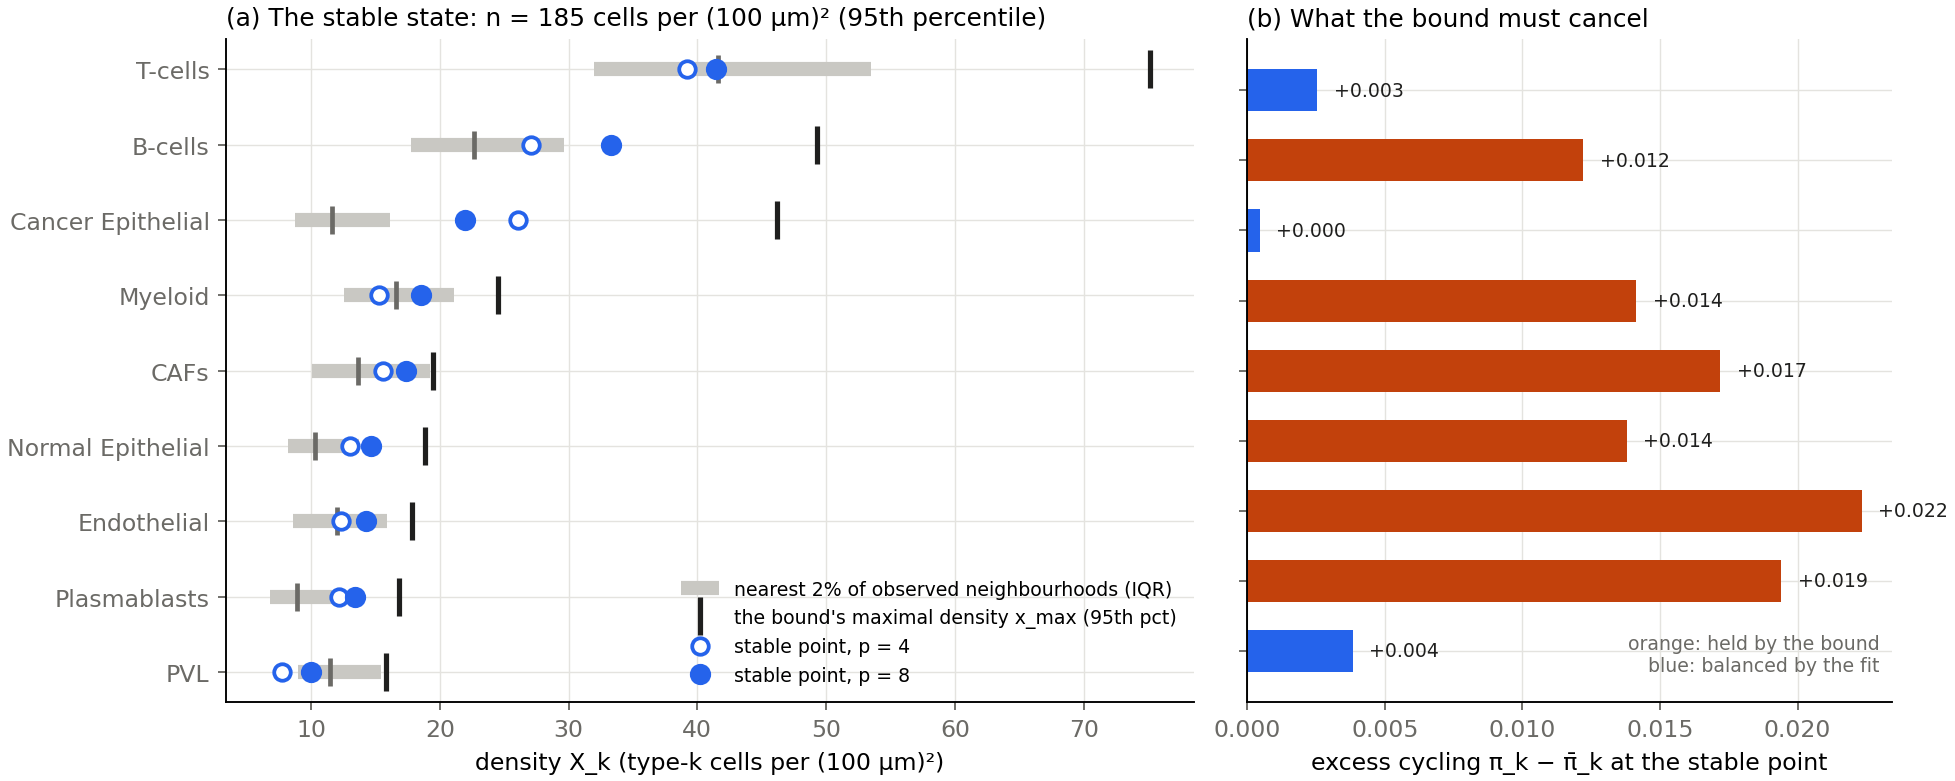 (a) The stable state: n = 185 cells per (100 μm)² (95th percentile)
T-cells
B-cells
Cancer Epithelial
Myeloid
CAFs
Normal Epithelial
Endothelial
Plasmablasts
PVL
nearest 2% of observed neighbourhoods (IQR)
the bound's maximal density x_max (95th pct)
stable point, p = 4
stable point, p = 8
10 20 30 40 50 60 70
density X_k (type-k cells per (100 μm)²)
(b) What the bound must cancel
+0.003
+0.012
+0.000
+0.014
+0.017
+0.014
+0.022
+0.019
+0.004
orange: held by the bound
blue: balanced by the fit
0.000 0.005 0.010 0.015 0.020
excess cycling π_k − π̄_k at the stable point